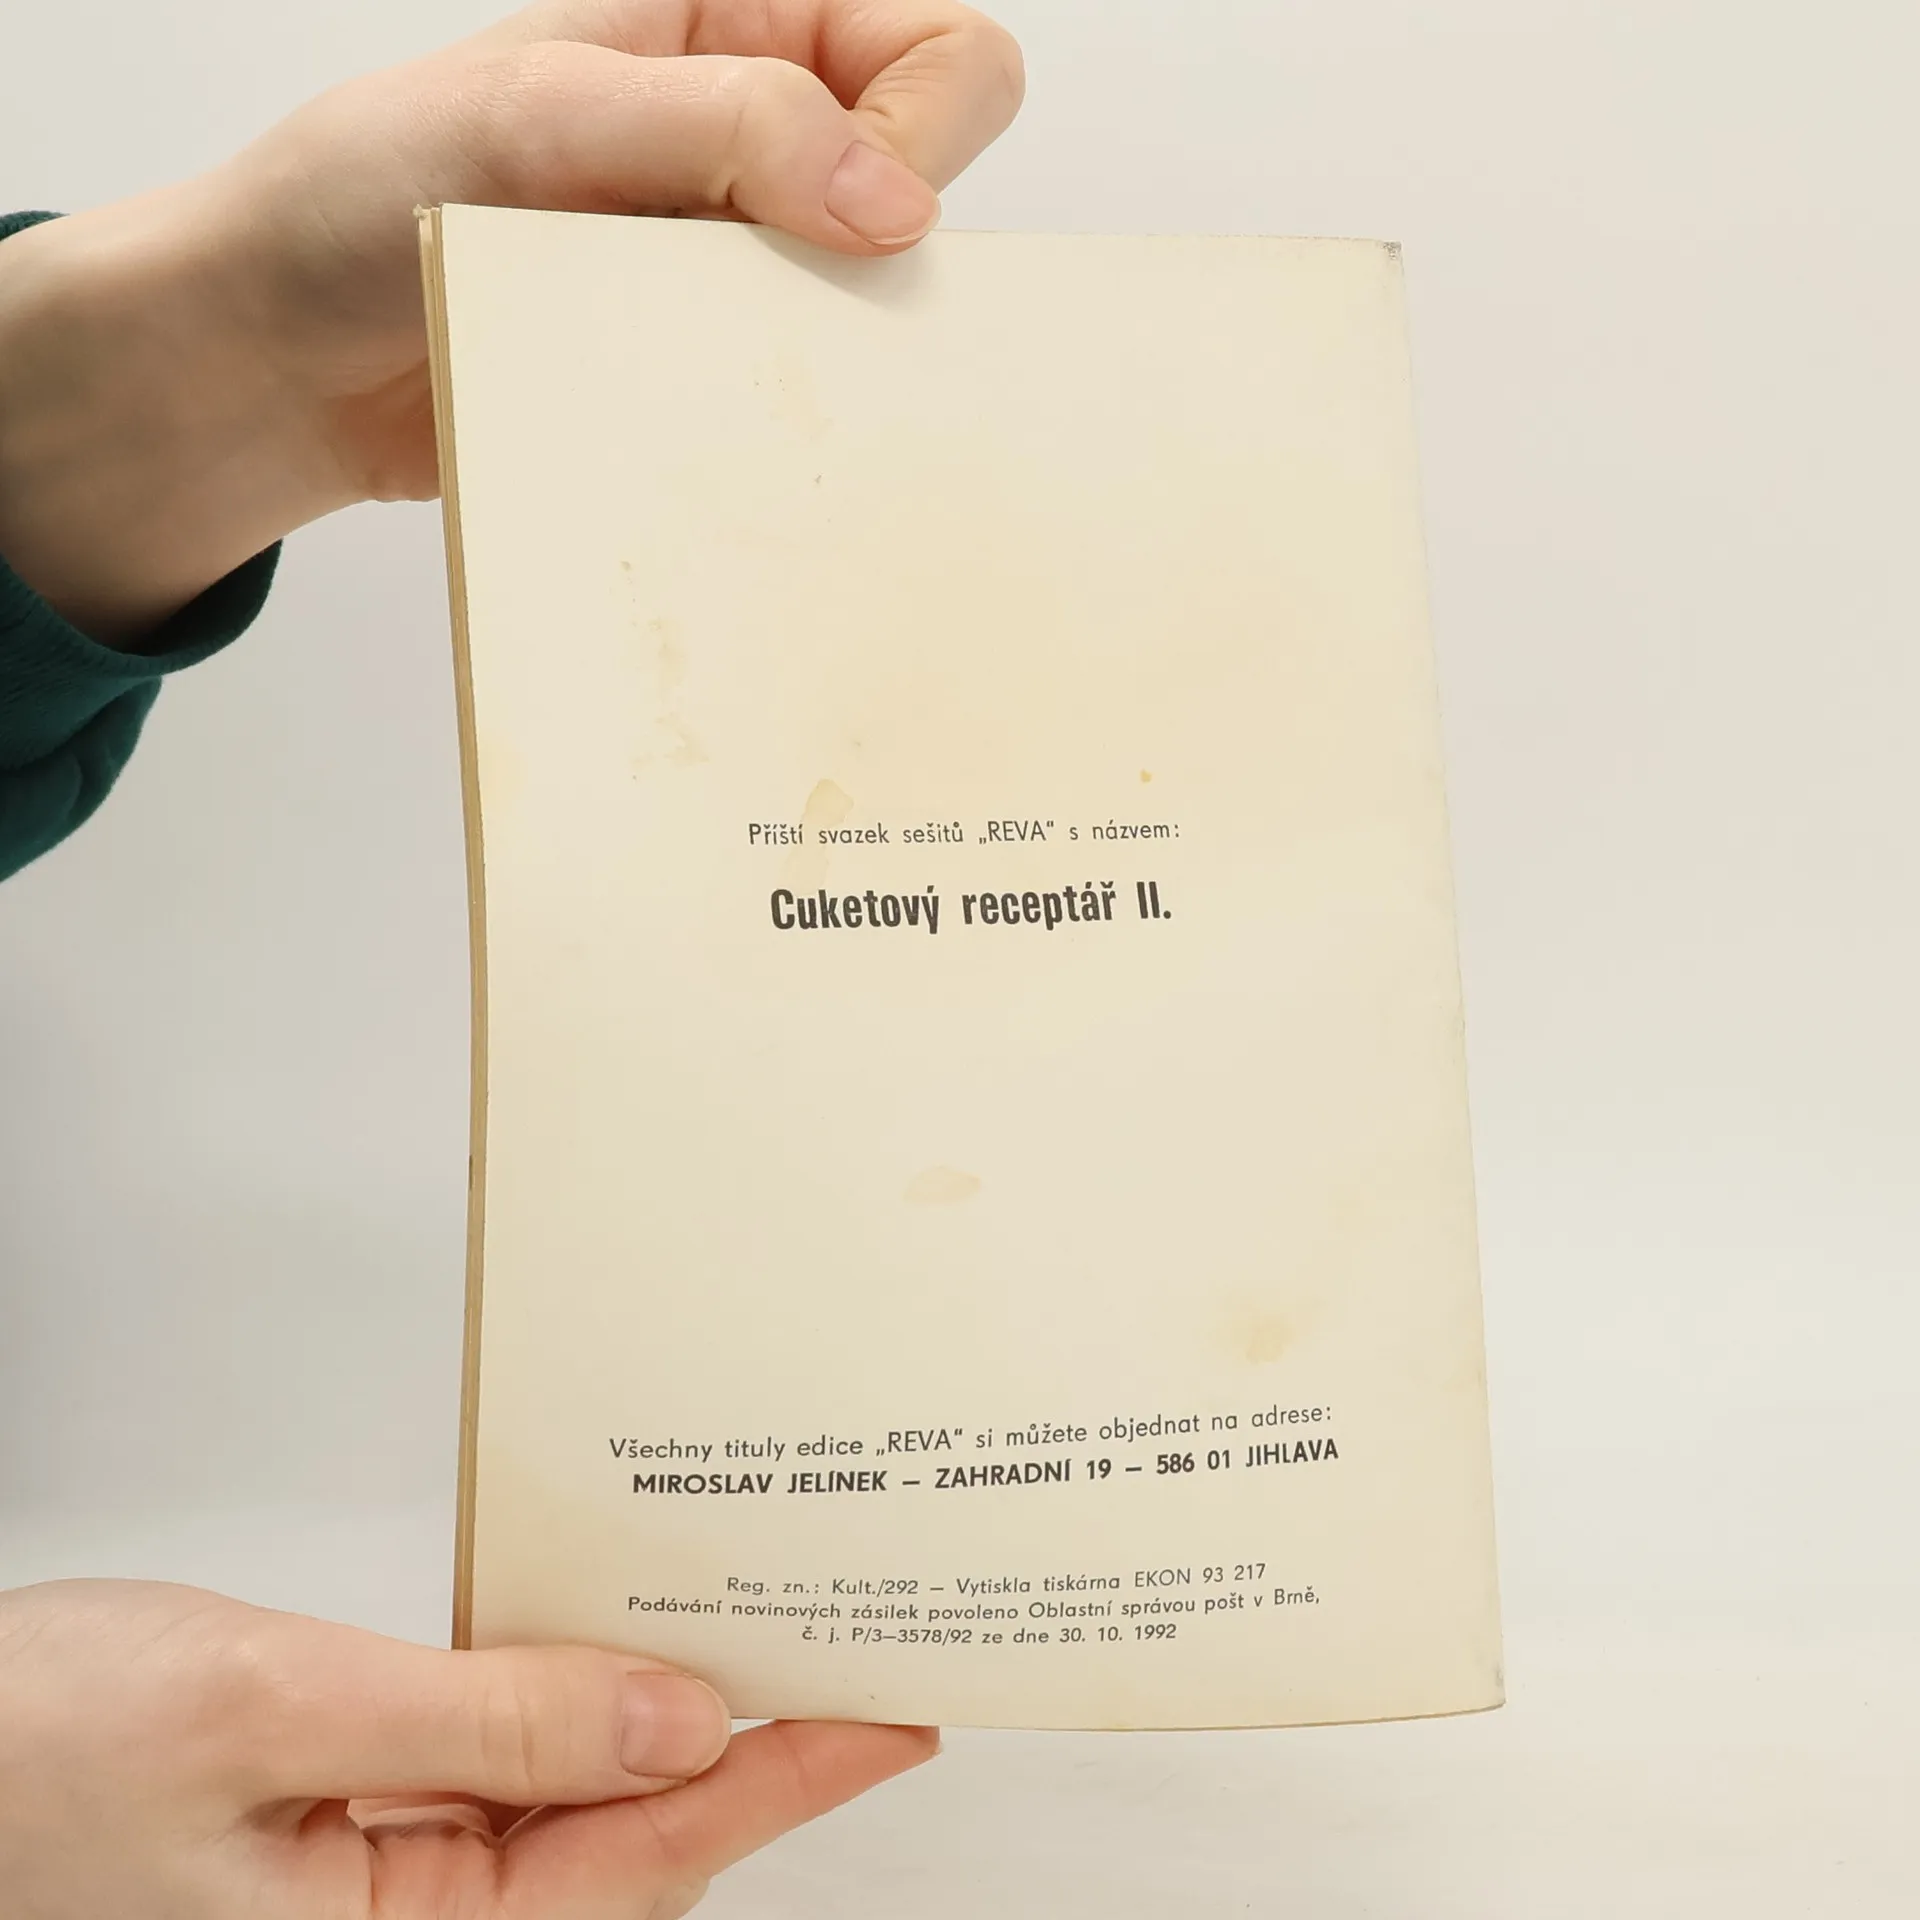 Příští svazek sešitů „REVA“ s názvem:
Cuketový receptář II.
Všechny tituly edice „REVA“ si můžete objednat na adrese:
MIROSLAV JELÍNEK – ZAHRADNÍ 19 – 586 01 JIHLAVA
Reg. zn.: Kult./292 – Vytiskla tiskárna EKON 93 217
Podávání novinových zásilek povoleno Oblastní správou pošt v Brně,
č. j. P/3–3578/92 ze dne 30. 10. 1992